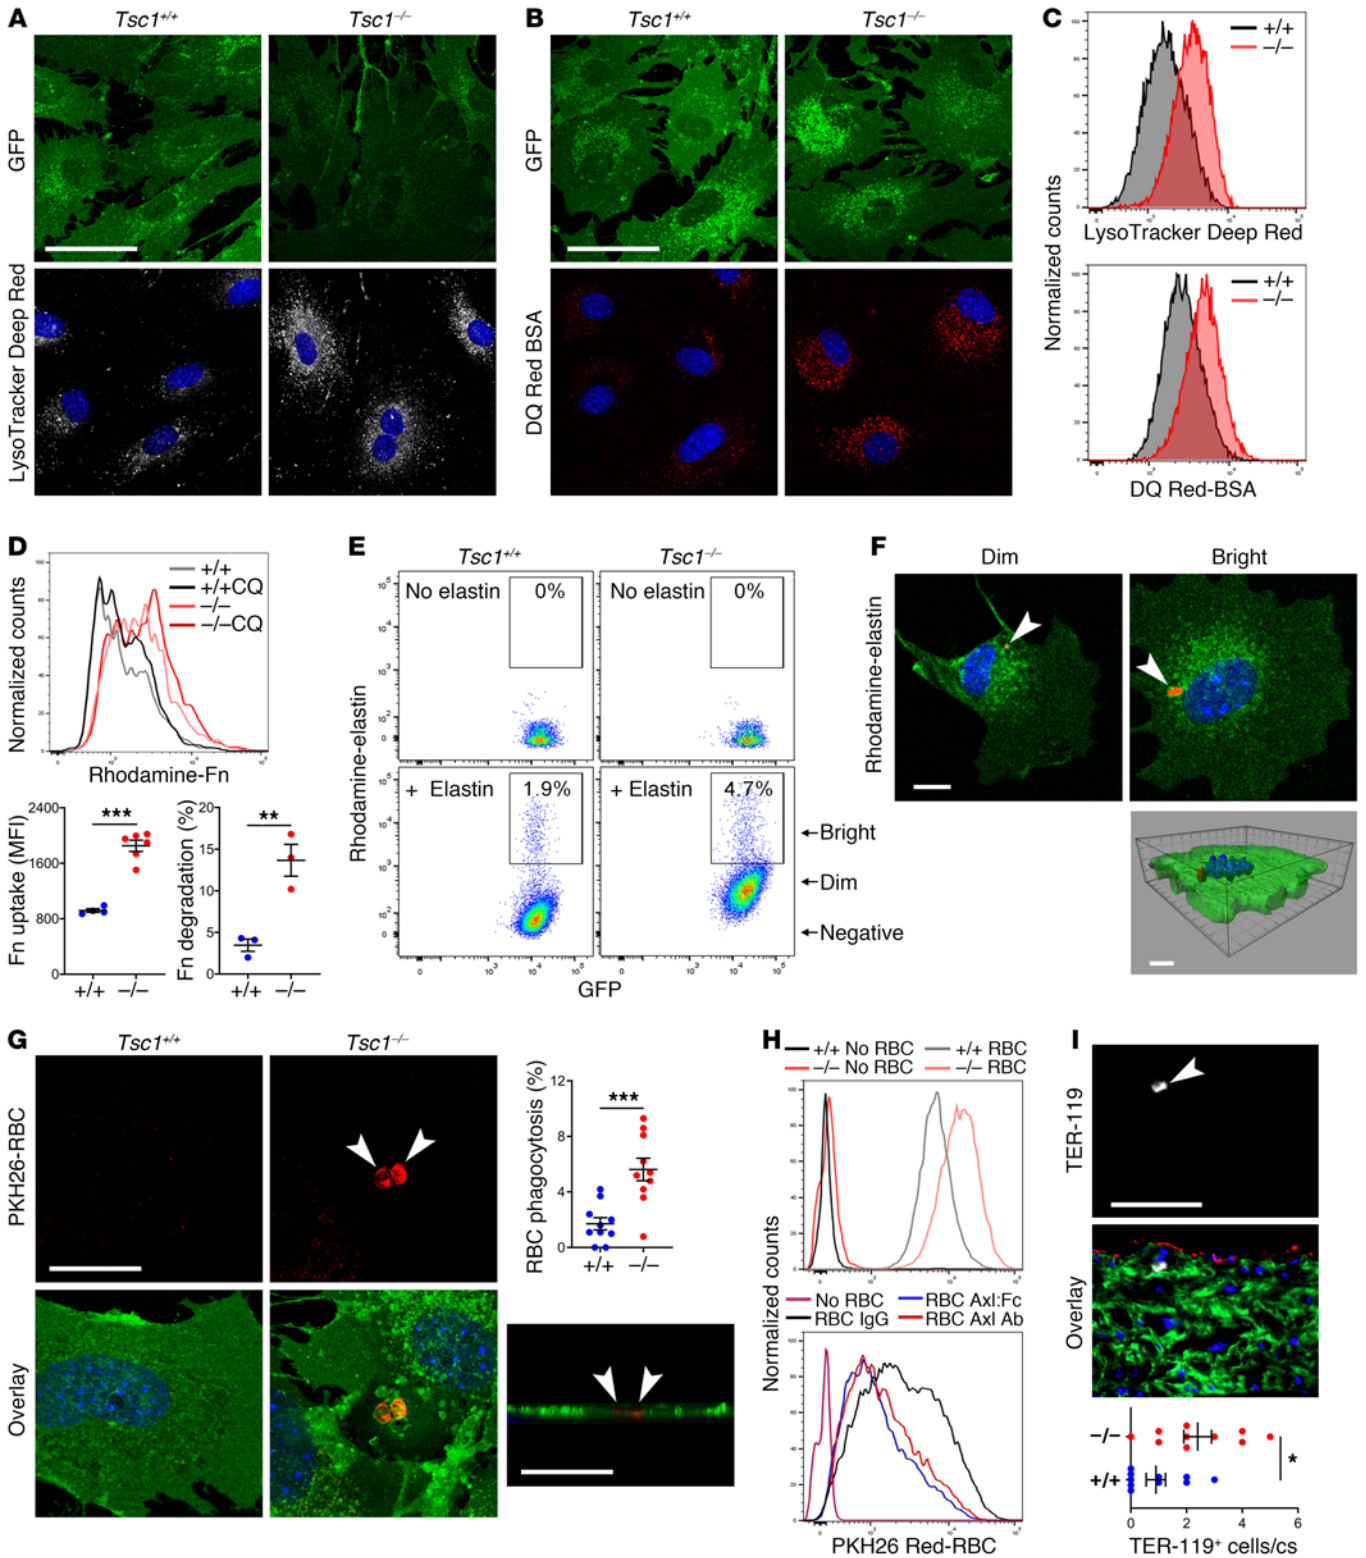 A
Tsc1+/+
Tsc1−/−
GFP
LysoTracker Deep Red
B
Tsc1+/+
Tsc1−/−
GFP
DQ Red BSA
C
+/+
−/−
LysoTracker Deep Red
+/+
−/−
DQ Red-BSA
Normalized counts
D
+/+
+/+CQ
−/−
−/−CQ
Normalized counts
Rhodamine-Fn
2400
1600
800
0
Fn uptake (MFI)
***
+/+
−/−
20
15
10
5
0
Fn degradation (%)
**
+/+
−/−
E
Tsc1+/+
Tsc1−/−
No elastin
0%
No elastin
0%
+ Elastin
1.9%
+ Elastin
4.7%
Bright
Dim
Negative
Rhodamine-elastin
GFP
F
Dim
Bright
Rhodamine-elastin
G
Tsc1+/+
Tsc1−/−
PKH26-RBC
Overlay
RBC phagocytosis (%)
12
8
4
0
***
+/+
−/−
H
+/+ No RBC
+/+ RBC
−/− No RBC
−/− RBC
Normalized counts
No RBC
RBC Axl:Fc
RBC IgG
RBC Axl Ab
PKH26 Red-RBC
I
TER-119
Overlay
−/−
+/+
*
0
2
4
6
TER-119+ cells/cs